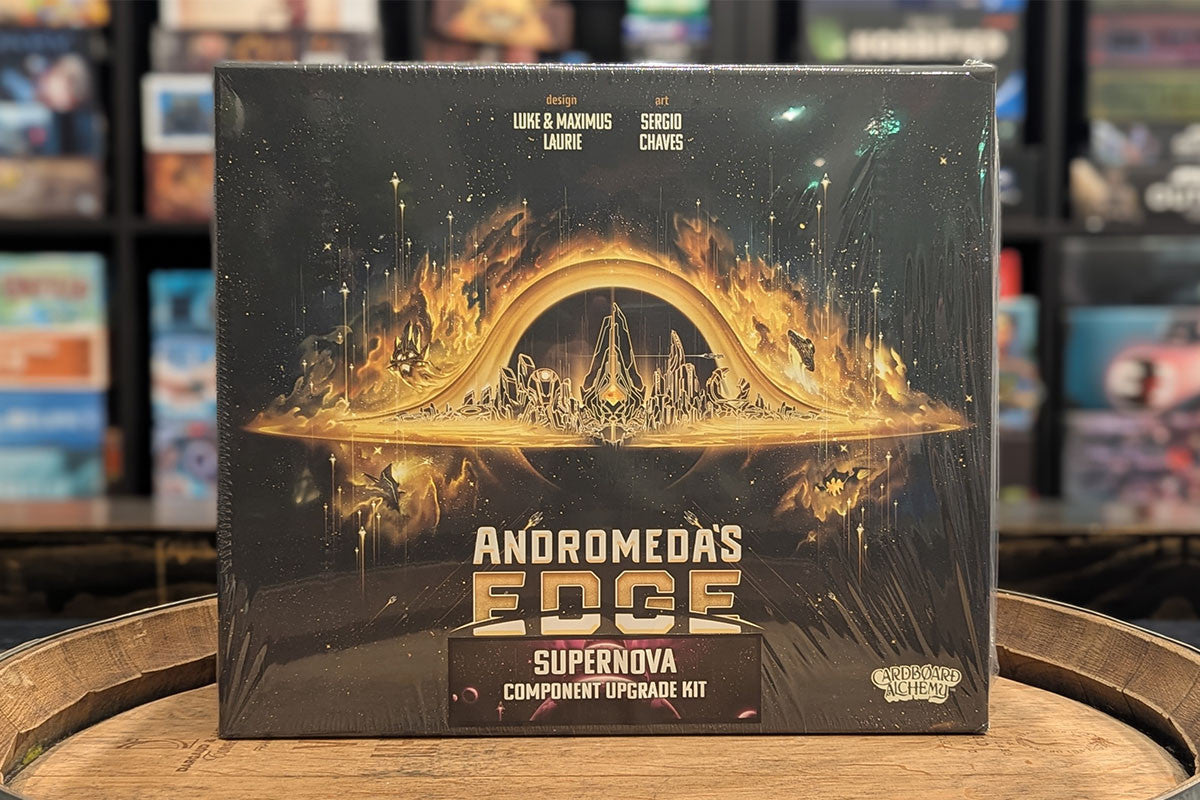 design
LUKE & MAXIMUS
LAURIE
art
SERGIO
CHAVES
ANDROMEDA'S
EDGE
SUPERNOVA
COMPONENT UPGRADE KIT
CARDBOARD
ALCHEMY